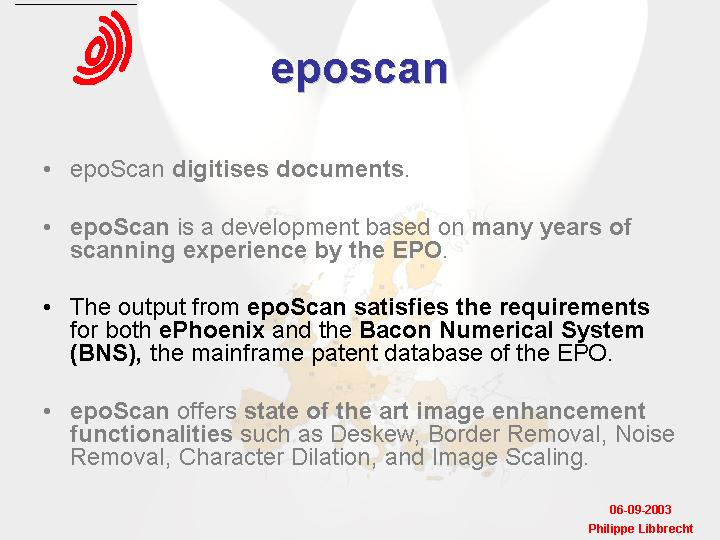 eposcan
• epoScan digitises documents.
• epoScan is a development based on many years of
scanning experience by the EPO.
• The output from epoScan satisfies the requirements
for both ePhoenix and the Bacon Numerical System
(BNS), the mainframe patent database of the EPO.
• epoScan offers state of the art image enhancement
functionalities such as Deskew, Border Removal, Noise
Removal, Character Dilation, and Image Scaling.
06-09-2003
Philippe Libbrecht